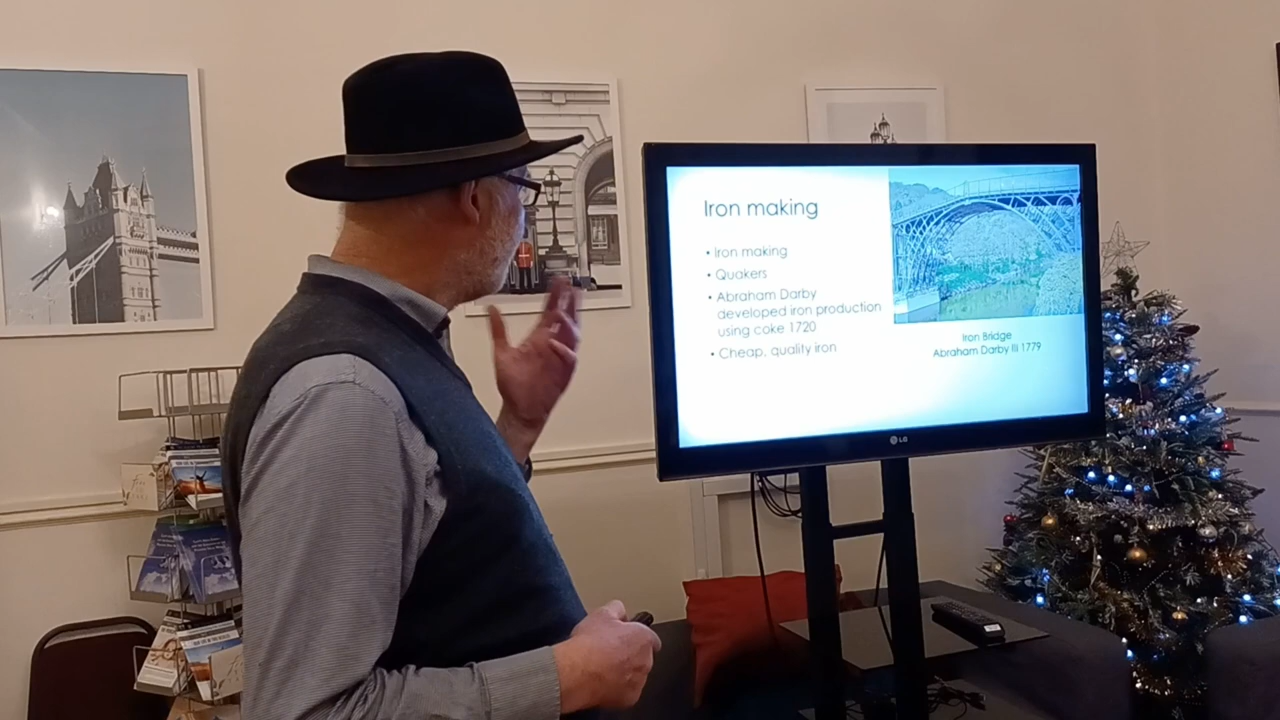 Iron making
• Iron making
• Quakers
• Abraham Darby
developed iron production
using coke 1720
• Cheap, quality iron
Iron Bridge
Abraham Darby III 1779
LG